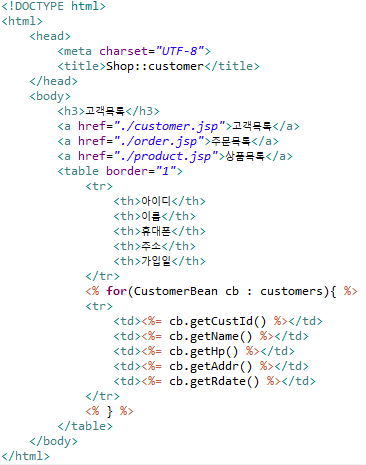 <!DOCTYPE html>
<html>
    <head>
        <meta charset="UTF-8">
        <title>Shop::customer</title>
    </head>
    <body>
        <h3>고객목록</h3>
        <a href="./customer.jsp">고객목록</a>
        <a href="./order.jsp">주문목록</a>
        <a href="./product.jsp">상품목록</a>
        <table border="1">
            <tr>
                <th>아이디</th>
                <th>이름</th>
                <th>휴대폰</th>
                <th>주소</th>
                <th>가입일</th>
            </tr>
            <% for(CustomerBean cb : customers){ %>
            <tr>
                <td><%= cb.getCustId() %></td>
                <td><%= cb.getName() %></td>
                <td><%= cb.getHp() %></td>
                <td><%= cb.getAddr() %></td>
                <td><%= cb.getRdate() %></td>
            </tr>
            <% } %>
        </table>
    </body>
</html>